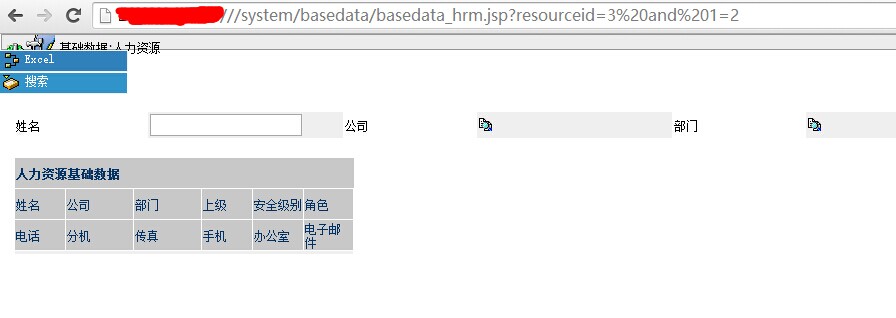 ///system/basedata/basedata_hrm.jsp?resourceid=3%20and%201=2
基础数据:人力资源
Excel
搜索
姓名 公司 部门
人力资源基础数据
姓名 公司 部门 上级 安全级别 角色
电话 分机 传真 手机 办公室 电子邮
件